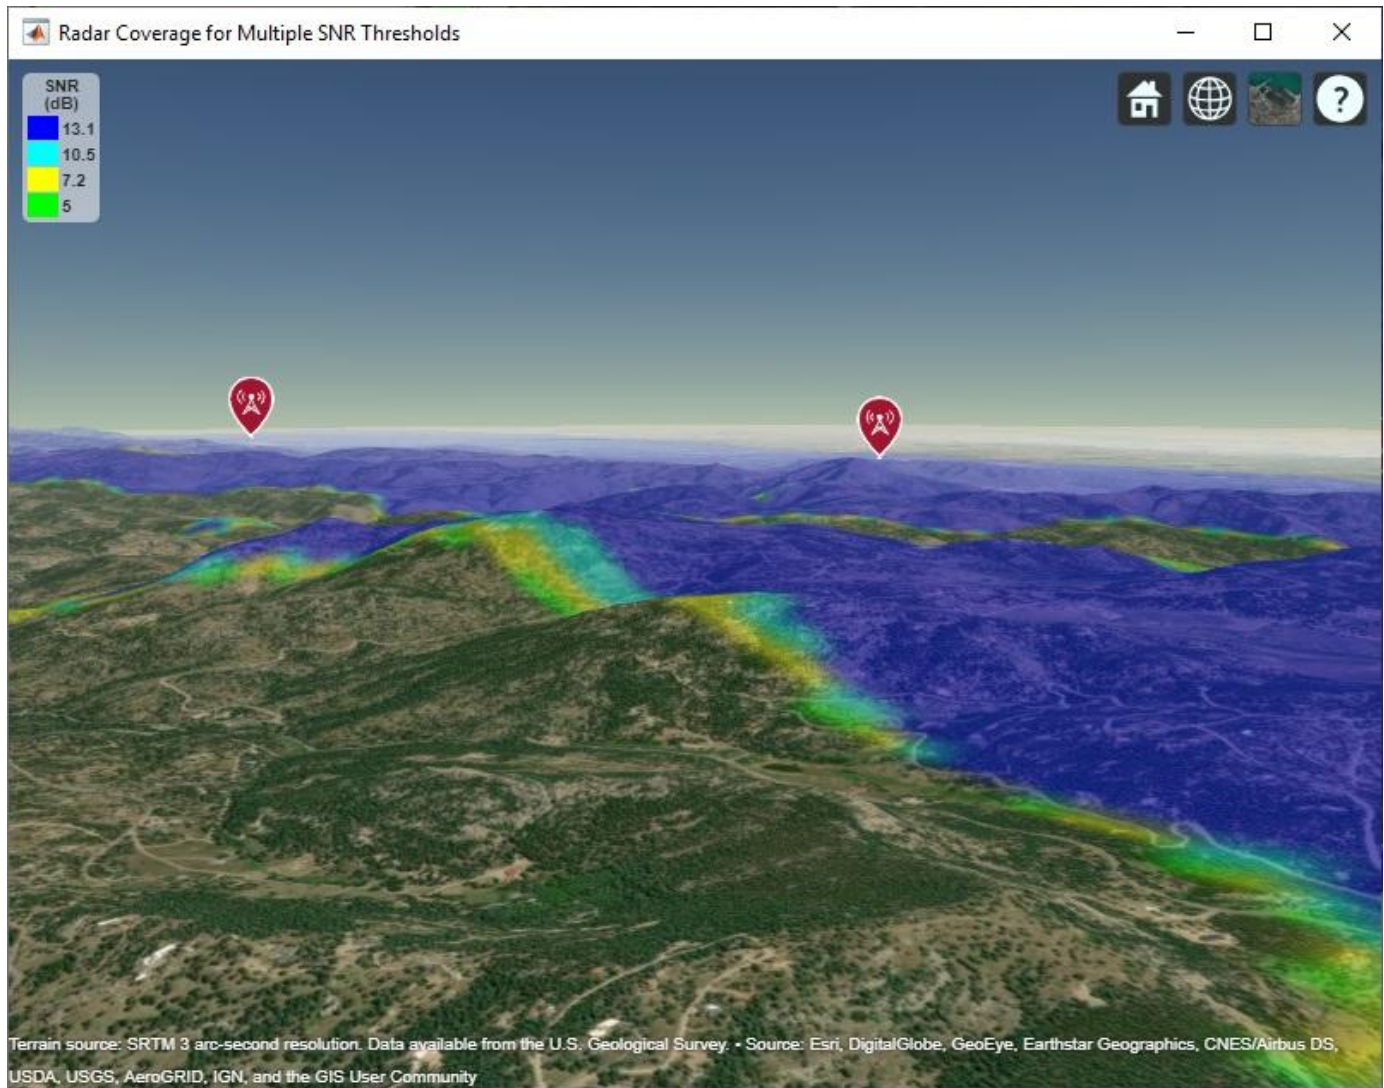 Radar Coverage for Multiple SNR Thresholds
SNR
(dB)
13.1
10.5
7.2
5
?
Terrain source: SRTM 3 arc-second resolution. Data available from the U.S. Geological Survey. • Source: Esri, DigitalGlobe, GeoEye, Earthstar Geographics, CNES/Airbus DS,
USDA, USGS, AeroGRID, IGN, and the GIS User Community